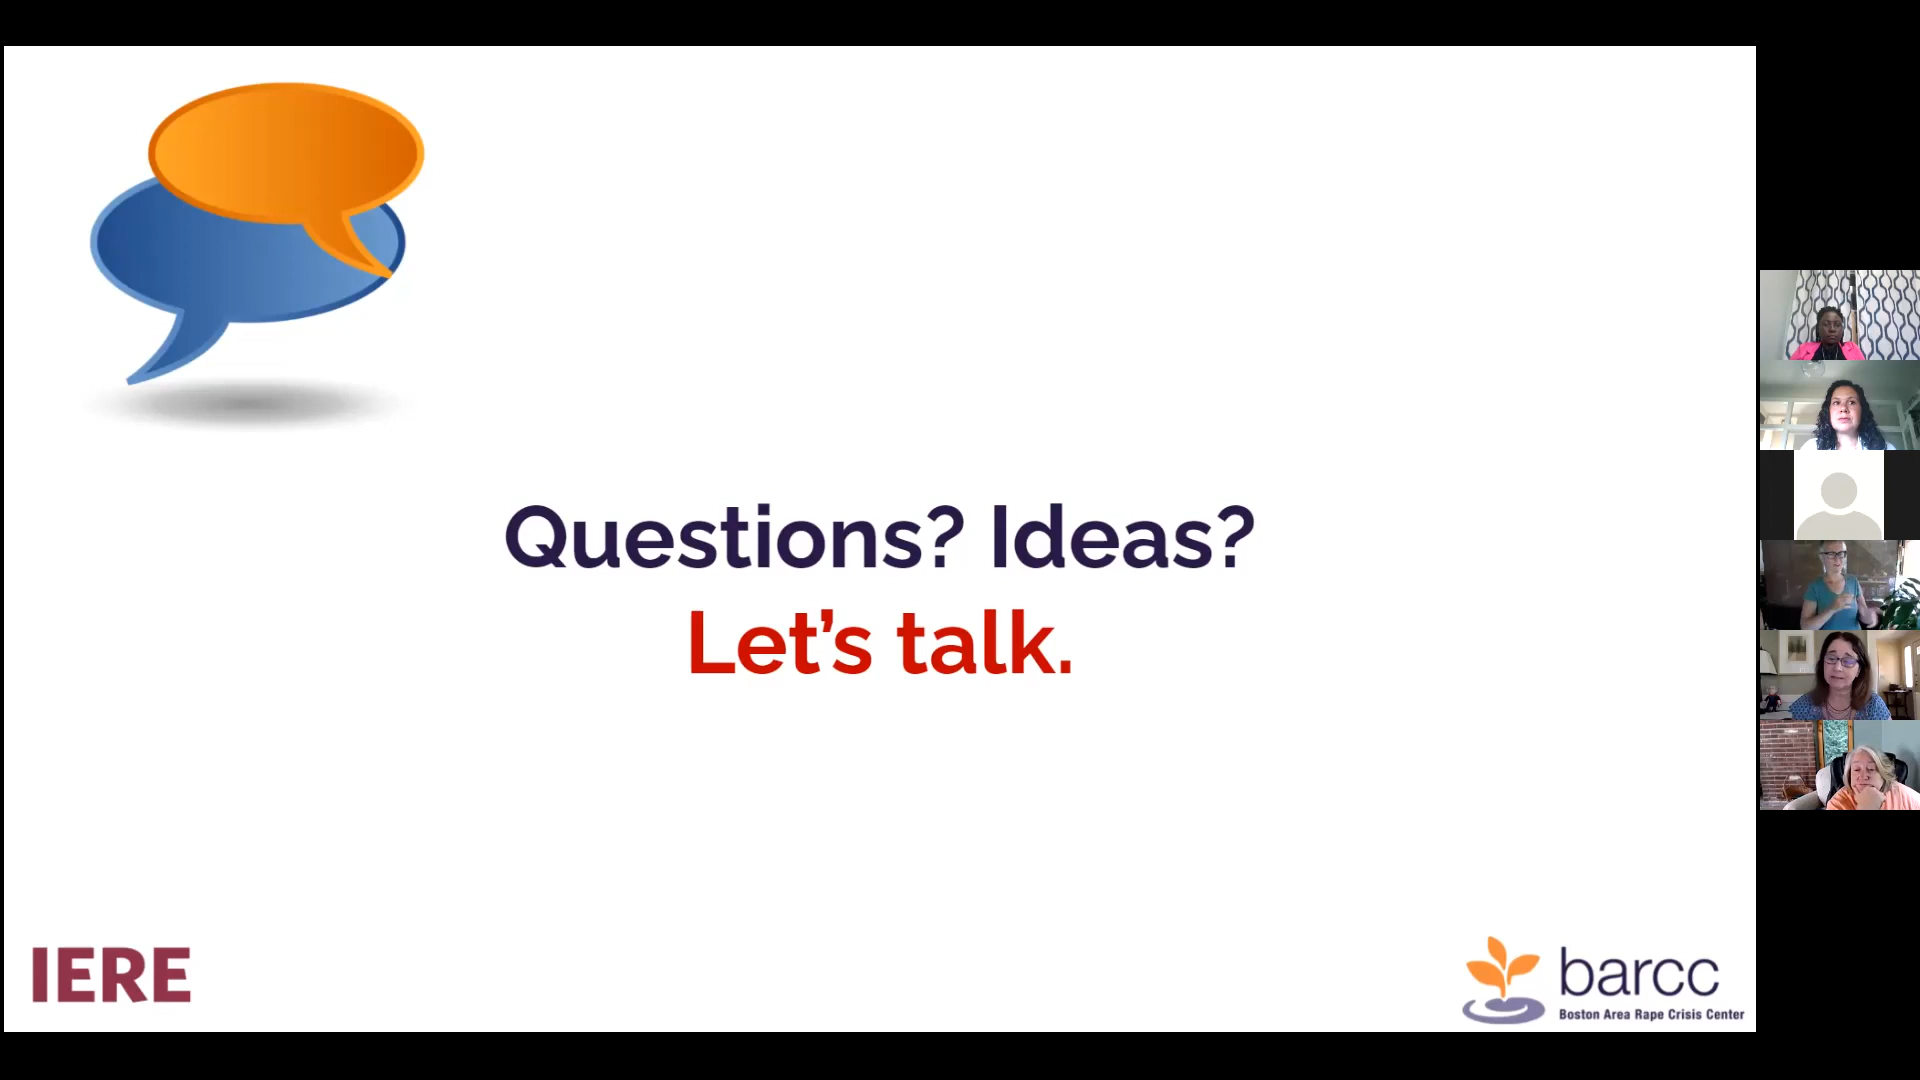 Questions? Ideas?
Let’s talk.
IERE
barcc
Boston Area Rape Crisis Center